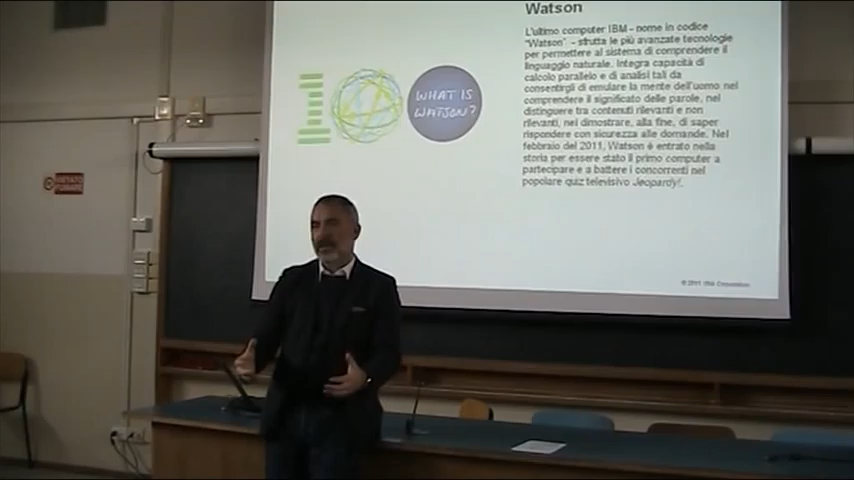 Watson
L'ultimo computer IBM – nome in codice
"Watson" – sfrutta le più avanzate tecnologie
per permettere al sistema di comprendere il
linguaggio naturale. Integra capacità di
calcolo parallelo e di analisi tali da
consentirgli di emulare la mente dell'uomo nel
comprendere il significato delle parole, nel
distinguere tra contenuti rilevanti e non
rilevanti, nel dimostrare, alla fine, di saper
rispondere con sicurezza alle domande. Nel
febbraio del 2011, Watson è entrato nella
storia per essere stato il primo computer a
partecipare e a battere i concorrenti nel
popolare quiz televisivo Jeopardy!.
100
WHAT IS
WATSON?
VIETATO
FUMARE
© 2011 IBM Corporation